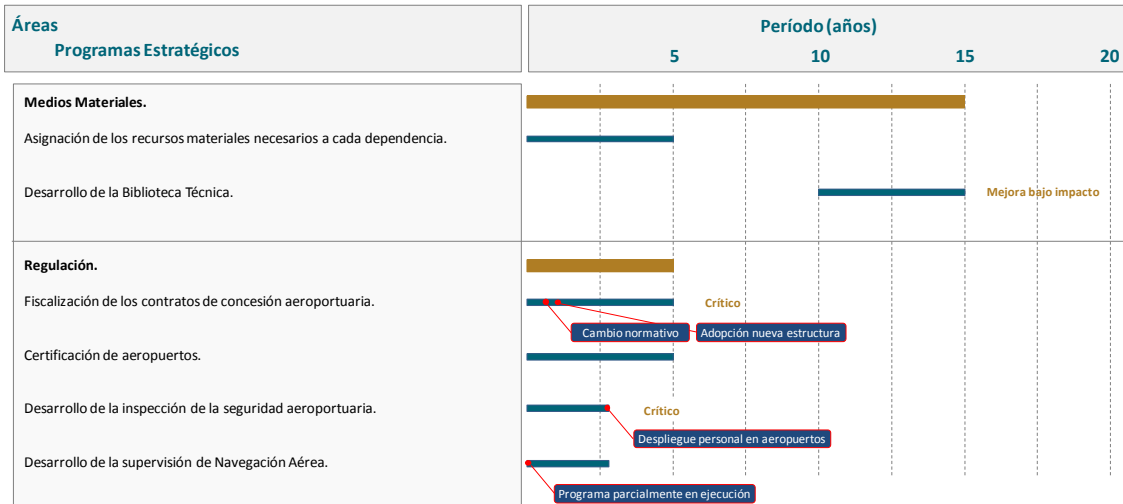 Áreas
Período (años)
Programas Estratégicos
5 10 15 20
Medios Materiales.
Asignación de los recursos materiales necesarios a cada dependencia.
Desarrollo de la Biblioteca Técnica.
Mejora bajo impacto
Regulación.
Fiscalización de los contratos de concesión aeroportuaria.
Crítico
Cambio normativo
Adopción nueva estructura
Certificación de aeropuertos.
Desarrollo de la inspección de la seguridad aeroportuaria.
Crítico
Despliegue personal en aeropuertos
Desarrollo de la supervisión de Navegación Aérea.
Programa parcialmente en ejecución